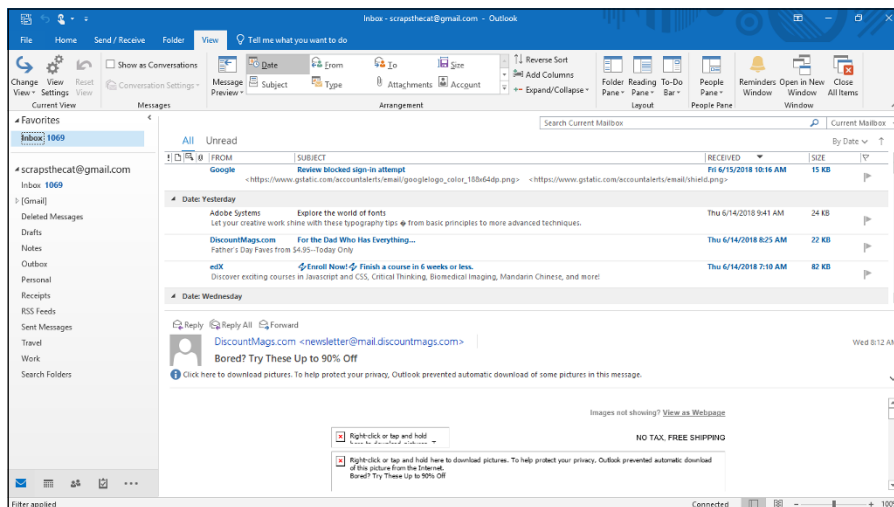 Inbox - scrapsthecat@gmail.com - Outlook
File Home Send / Receive Folder View Tell me what you want to do
Change View View Settings Reset View
Current View
Show as Conversations
Conversation Settings
Messages
Message Preview
Date From To Size
Subject Type Attachments Account
Arrangement
Reverse Sort
Add Columns
Expand/Collapse
Folder Pane Reading Pane To-Do Bar
Layout
People Pane
People Pane
Reminders Window Open in New Window Close All Items
Window
Favorites
Inbox 1069
scrapsthecat@gmail.com
Inbox 1069
[Gmail]
Deleted Messages
Drafts
Notes
Outbox
Personal
Receipts
RSS Feeds
Sent Messages
Travel
Work
Search Folders
Search Current Mailbox Current Mailbox
All Unread By Date
FROM SUBJECT RECEIVED SIZE
Google Review blocked sign-in attempt Fri 6/15/2018 10:16 AM 15 KB
<https://www.gstatic.com/accountalerts/email/googlelogo_color_188x64dp.png> <https://www.gstatic.com/accountalerts/email/shield.png>
Date: Yesterday
Adobe Systems Explore the world of fonts Thu 6/14/2018 9:41 AM 24 KB
Let your creative work shine with these typography tips � from basic principles to more advanced techniques.
DiscountMags.com For the Dad Who Has Everything... Thu 6/14/2018 8:25 AM 22 KB
Father's Day Faves from $4.95--Today Only
edX Enroll Now! Finish a course in 6 weeks or less. Thu 6/14/2018 7:10 AM 82 KB
Discover exciting courses in Javascript and CSS, Critical Thinking, Biomedical Imaging, Mandarin Chinese, and more!
Date: Wednesday
Reply Reply All Forward
DiscountMags.com <newsletter@mail.discountmags.com> Wed 8:12 AM
Bored? Try These Up to 90% Off
Click here to download pictures. To help protect your privacy, Outlook prevented automatic download of some pictures in this message.
Images not showing? View as Webpage
Right-click or tap and hold
NO TAX, FREE SHIPPING
Right-click or tap and hold here to download pictures. To help protect your privacy, Outlook prevented automatic download
of this picture from the Internet.
Bored? Try These Up to 90% Off
Filter applied Connected 100%